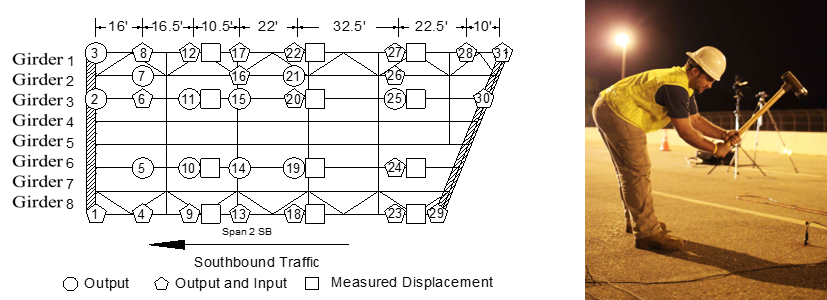 16' 16.5' 10.5' 22' 32.5' 22.5' 10'
Girder 1 3 8 12 17 22 27 28 31
Girder 2 7 16 21 26
Girder 3 2 6 11 15 20 25 30
Girder 4
Girder 5
Girder 6 5 10 14 19 24
Girder 7
Girder 8 1 4 9 13 18 23 29
Span 2 SB
Southbound Traffic
Output Output and Input Measured Displacement